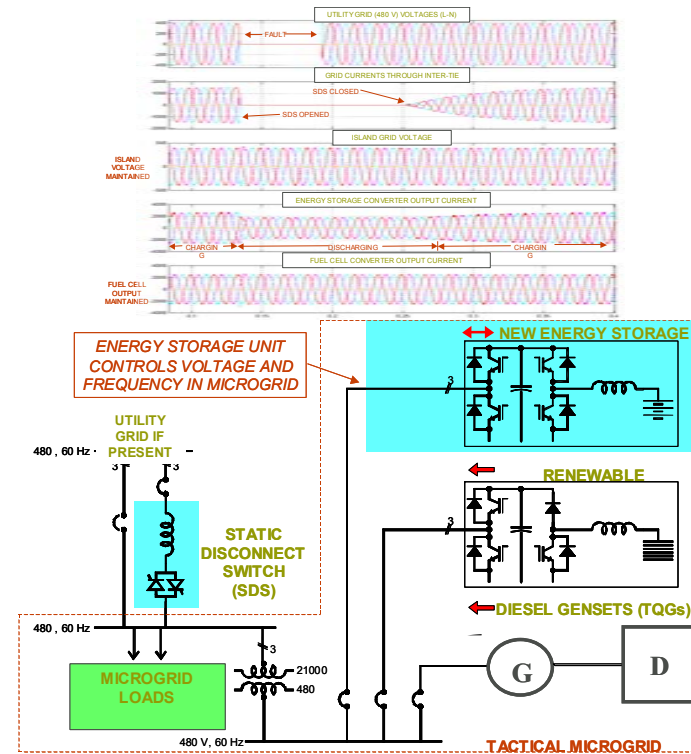 UTILITY GRID (480 V) VOLTAGES (L-N)
FAULT
GRID CURRENTS THROUGH INTER-TIE
SDS CLOSED
SDS OPENED
ISLAND GRID VOLTAGE
ISLAND
VOLTAGE
MAINTAINED
ENERGY STORAGE CONVERTER OUTPUT CURRENT
CHARGIN
G
DISCHARGING
CHARGIN
G
FUEL CELL CONVERTER OUTPUT CURRENT
FUEL CELL
OUTPUT
MAINTAINED
ENERGY STORAGE UNIT
CONTROLS VOLTAGE AND
FREQUENCY IN MICROGRID
NEW ENERGY STORAGE
3
UTILITY
GRID IF
PRESENT
480 , 60 Hz
3
3
RENEWABLE
3
STATIC
DISCONNECT
SWITCH
(SDS)
DIESEL GENSETS (TQGs)
480 , 60 Hz
3
MICROGRID
LOADS
21000
480
G
D
480 V, 60 Hz
TACTICAL MICROGRID